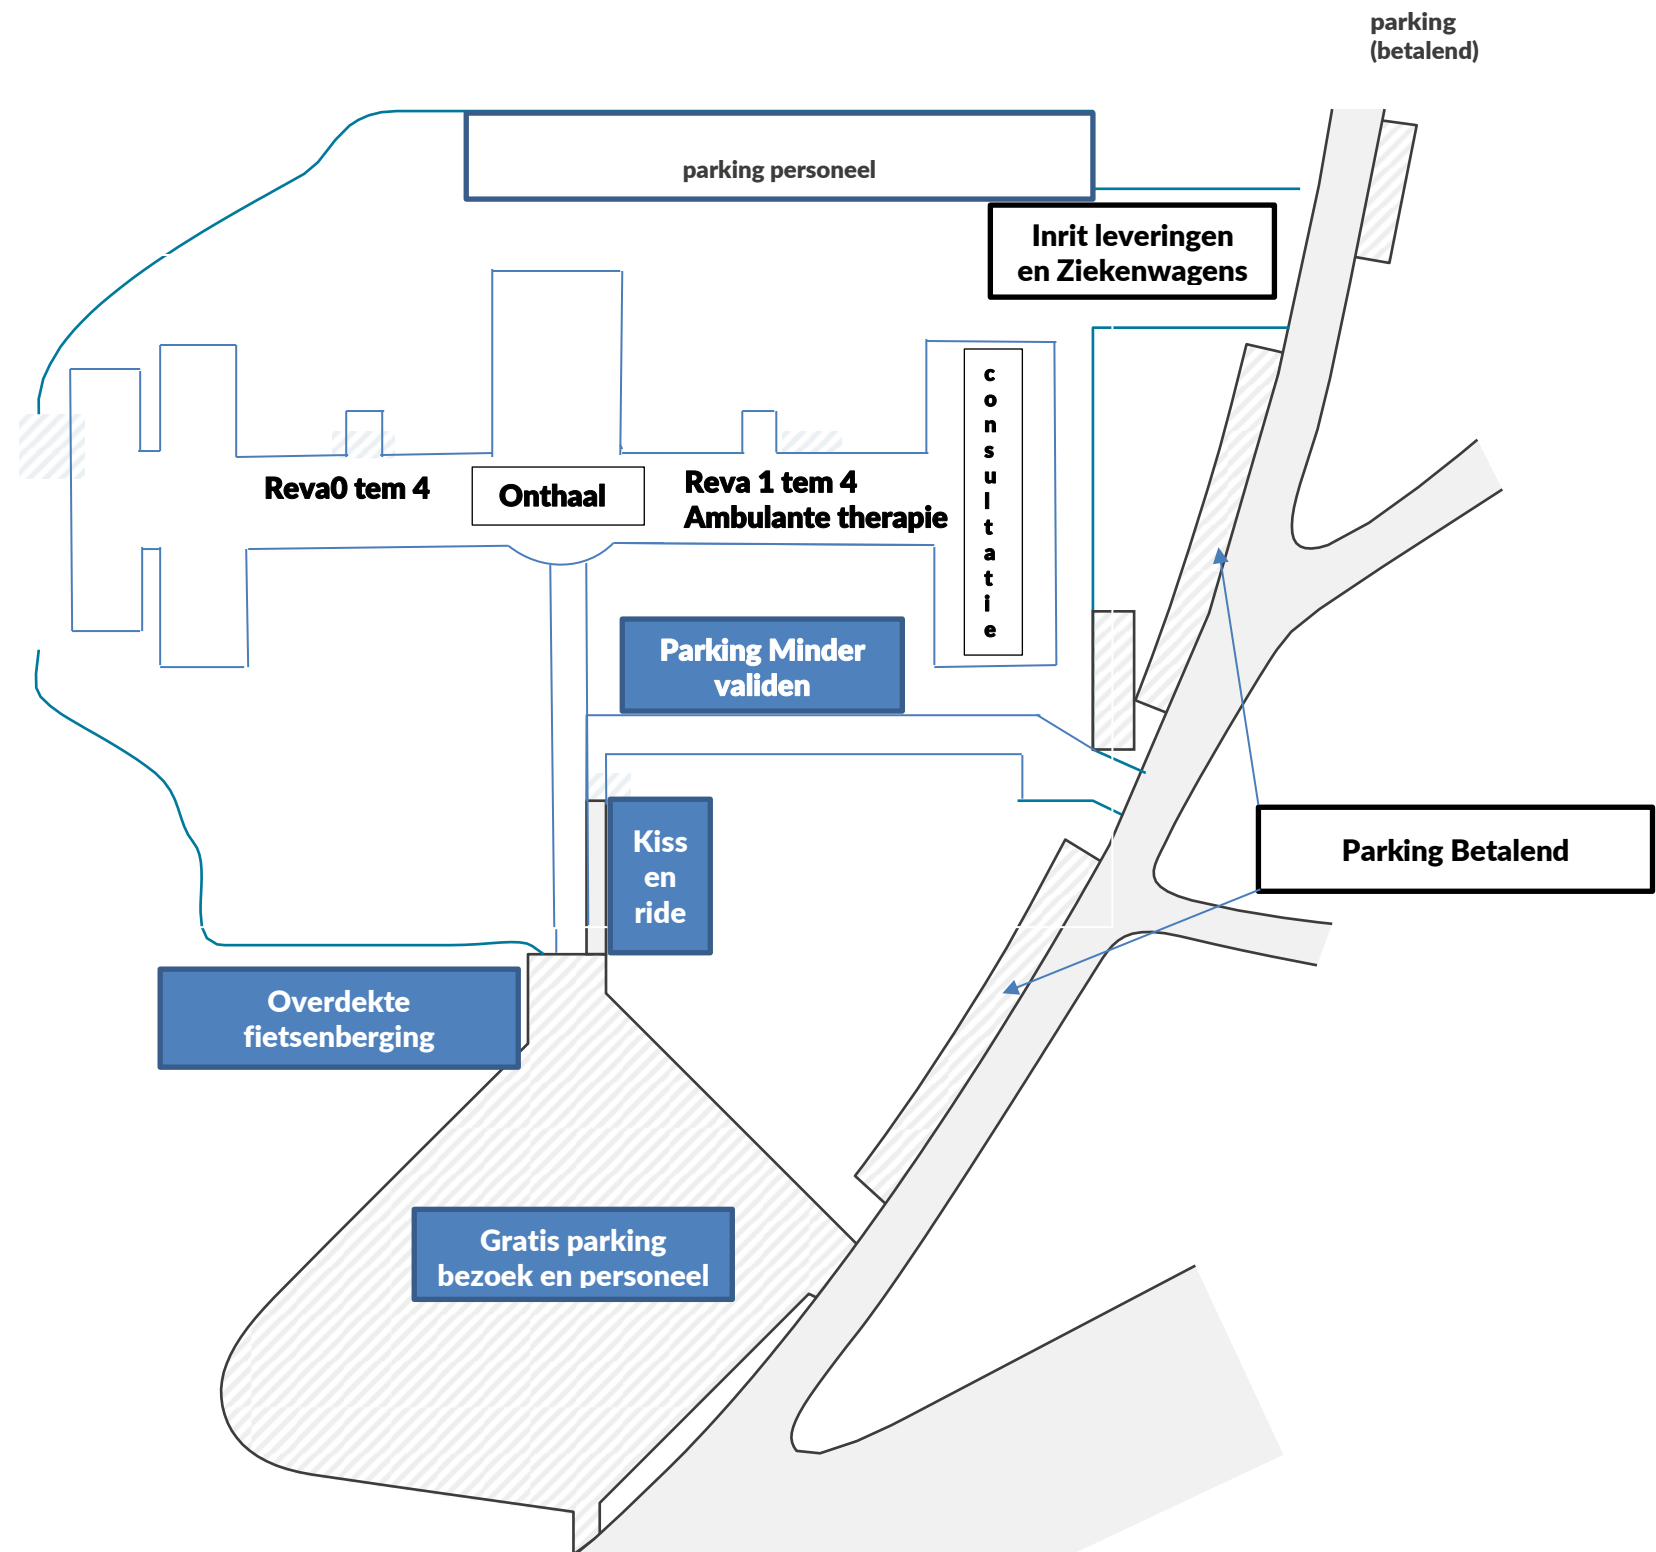 parking
(betalend)
parking personeel
Inrit leveringen
en Ziekenwagens
consultatie
Reva0 tem 4
Onthaal
Reva 1 tem 4
Ambulante therapie
Parking Minder
validen
Kiss
en
ride
Parking Betalend
Overdekte
fietsenberging
Gratis parking
bezoek en personeel